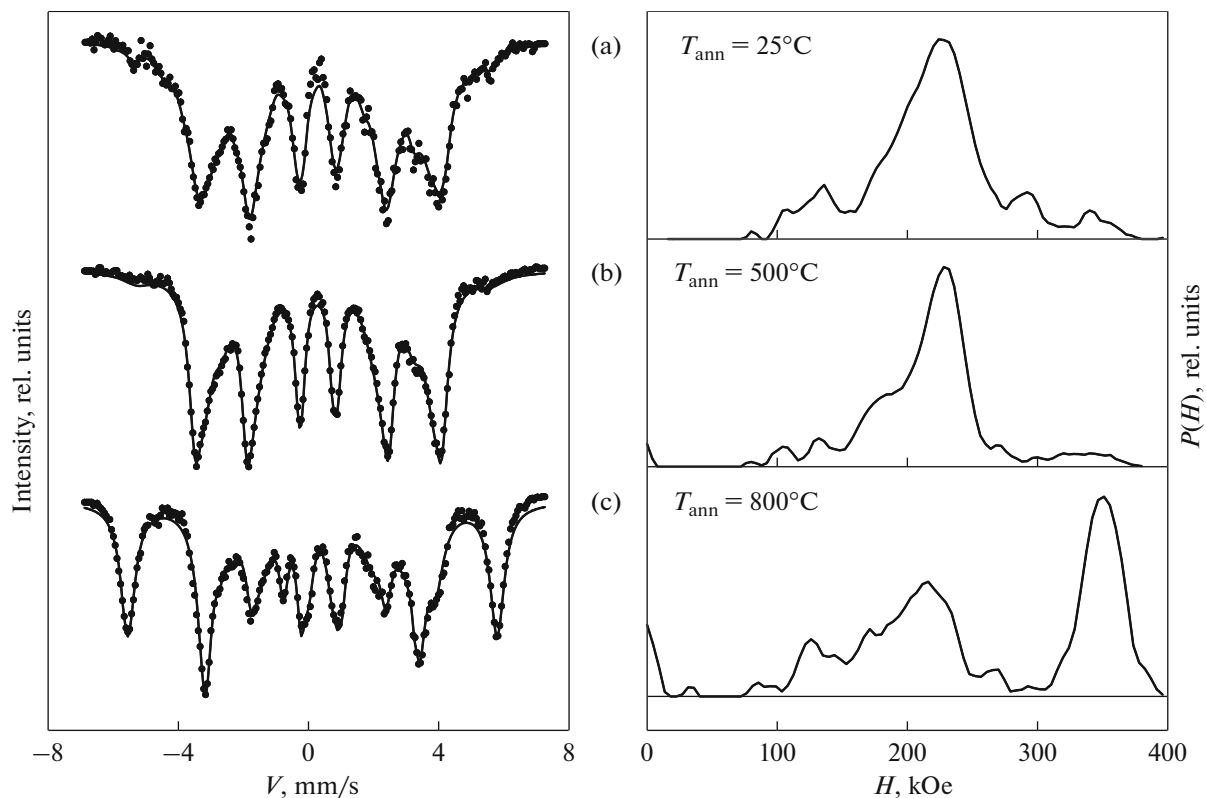 (a)
T_ann = 25°C
(b)
T_ann = 500°C
(c)
T_ann = 800°C
Intensity, rel. units
P(H), rel. units
−8 −4 0 4 8
V, mm/s
0 100 200 300 400
H, kOe